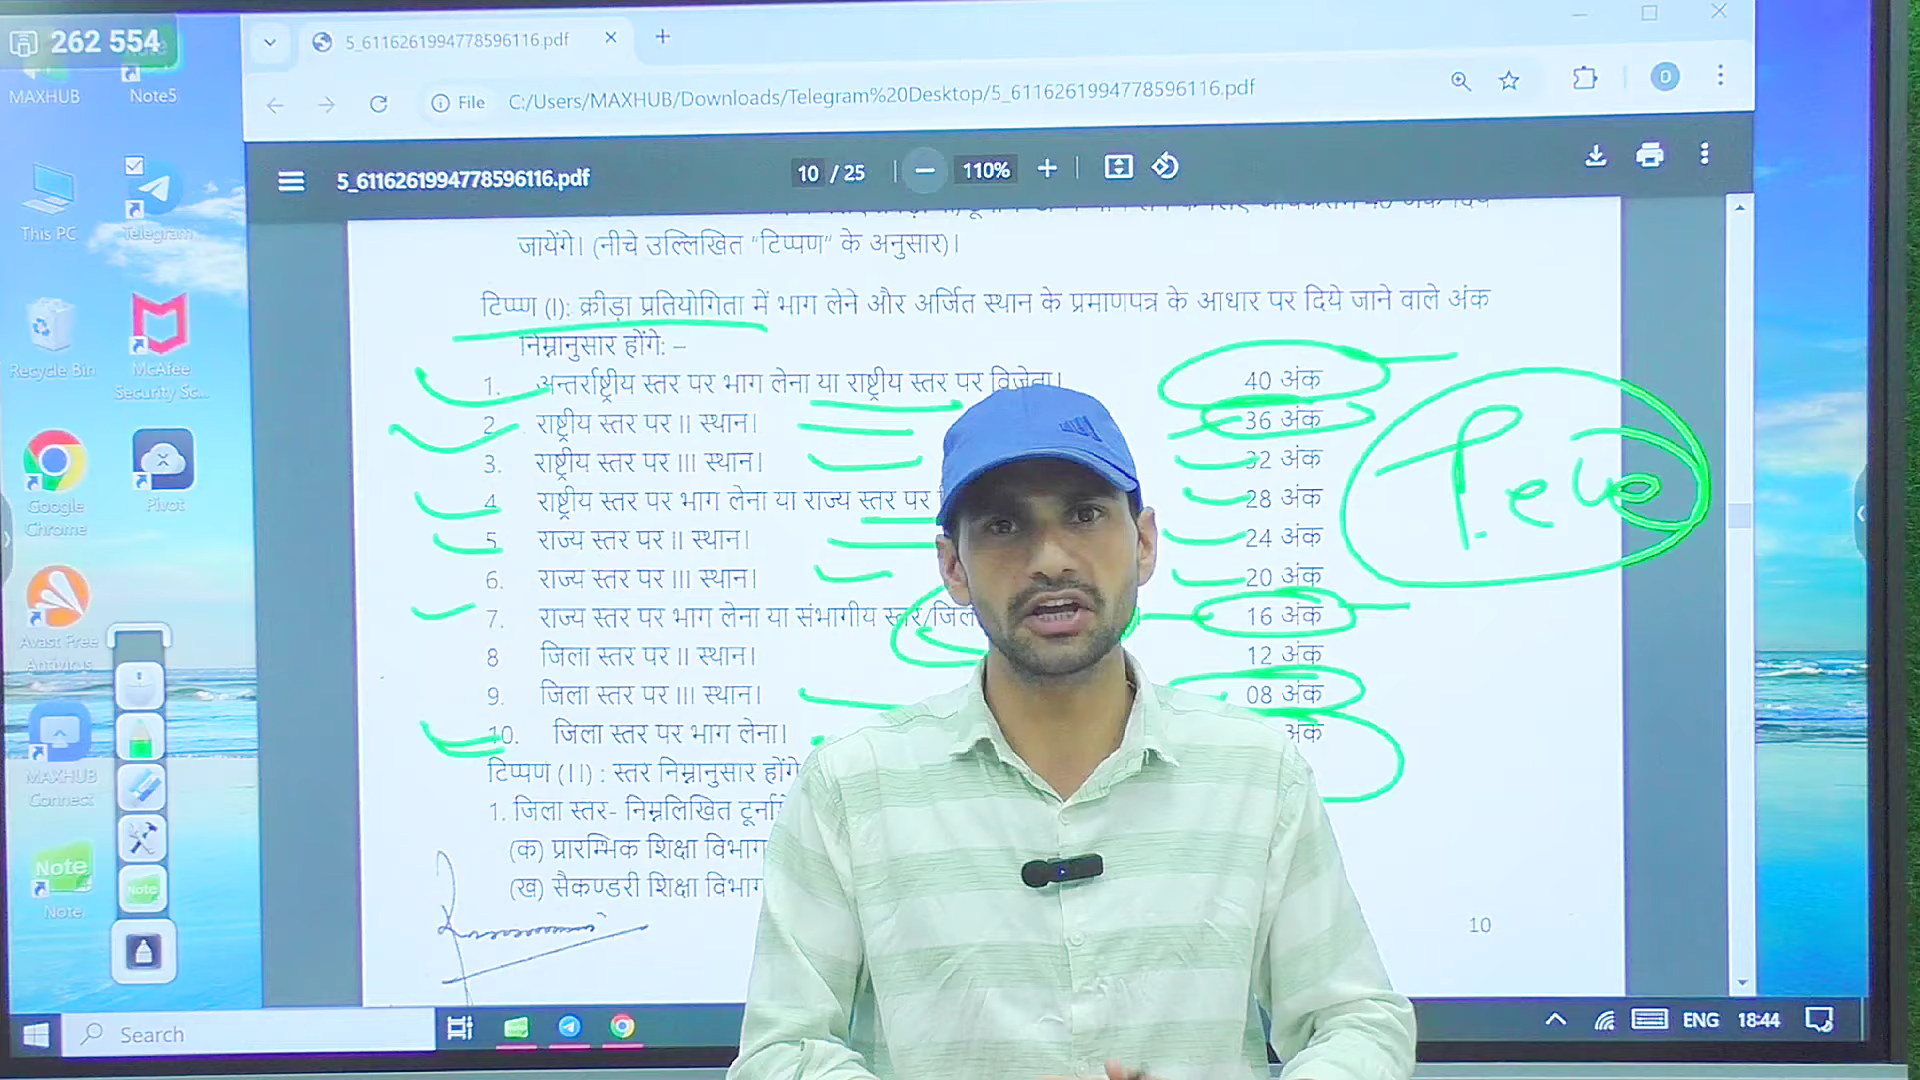 262 554
5_6116261994778596116.pdf
File C:/Users/MAXHUB/Downloads/Telegram%20Desktop/5_6116261994778596116.pdf
5_6116261994778596116.pdf 10 / 25 110%
MAXHUB
Note5
This PC
Telegram
Recycle Bin
McAfee Security Sc...
Google Chrome
Pivot
Avast Free Antivirus
MAXHUB Connect
Note
Note
जायेंगे। (नीचे उल्लिखित "टिप्पण" के अनुसार)।
टिप्पण (I): क्रीड़ा प्रतियोगिता में भाग लेने और अर्जित स्थान के प्रमाणपत्र के आधार पर दिये जाने वाले अंक
निम्नानुसार होंगे: –
1. अन्तर्राष्ट्रीय स्तर पर भाग लेना या राष्ट्रीय स्तर पर विजेता। 40 अंक
2. राष्ट्रीय स्तर पर II स्थान। 36 अंक
3. राष्ट्रीय स्तर पर III स्थान। 32 अंक
4 राष्ट्रीय स्तर पर भाग लेना या राज्य स्तर पर 28 अंक
5. राज्य स्तर पर II स्थान। 24 अंक
6. राज्य स्तर पर III स्थान। 20 अंक
7. राज्य स्तर पर भाग लेना या संभागीय स्तर/जिल 16 अंक
8 जिला स्तर पर II स्थान। 12 अंक
9. जिला स्तर पर III स्थान। 08 अंक
10. जिला स्तर पर भाग लेना। अंक
टिप्पण (II) : स्तर निम्नानुसार होंगे
1. जिला स्तर- निम्नलिखित
(क) प्रारम्भिक शिक्षा विभाग
(ख) सैकण्डरी शिक्षा विभाग
10
Search
ENG 18:44